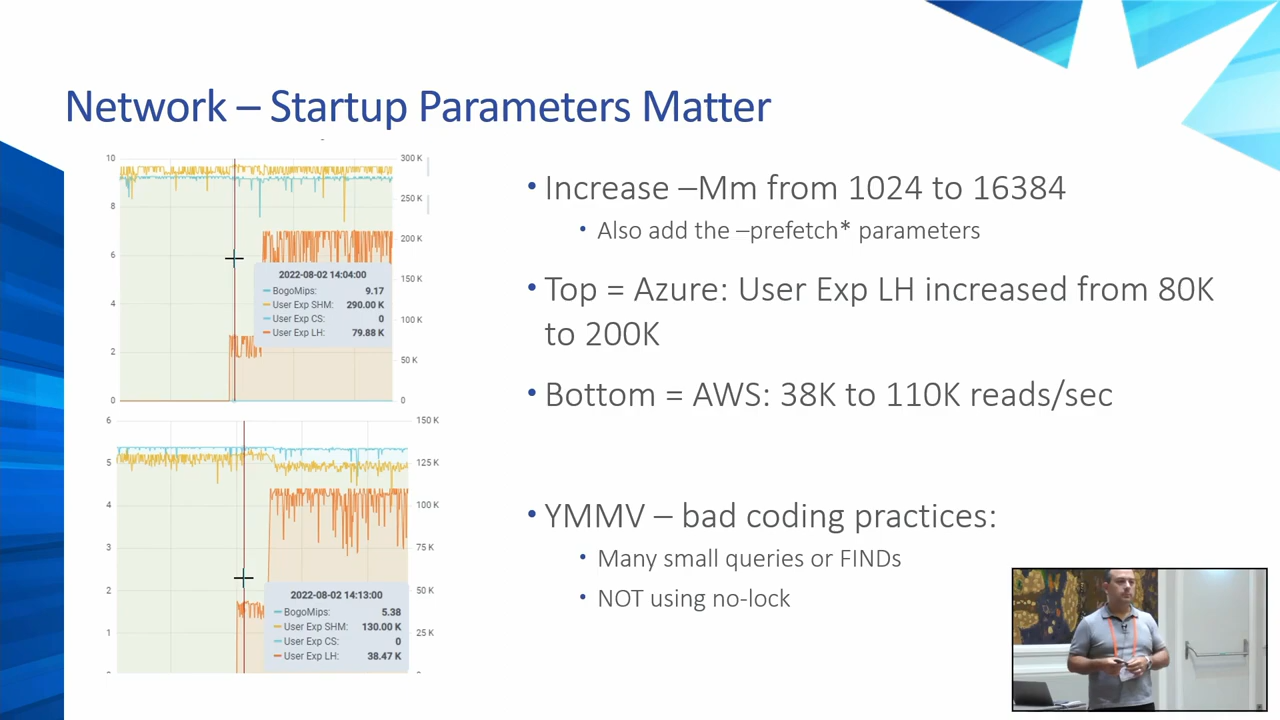 Network – Startup Parameters Matter
10
8
6
4
2
0
300 K
250 K
200 K
150 K
100 K
50 K
0
2022-08-02 14:04:00
BogoMips: 9.17
User Exp SHM: 290.00 K
User Exp CS: 0
User Exp LH: 79.88 K
6
5
4
3
2
1
150 K
125 K
100 K
75 K
50 K
25 K
2022-08-02 14:13:00
BogoMips: 5.38
User Exp SHM: 130.00 K
User Exp CS: 0
User Exp LH: 38.47 K
• Increase –Mm from 1024 to 16384
• Also add the –prefetch* parameters
• Top = Azure: User Exp LH increased from 80K
to 200K
• Bottom = AWS: 38K to 110K reads/sec
• YMMV – bad coding practices:
• Many small queries or FINDs
• NOT using no-lock